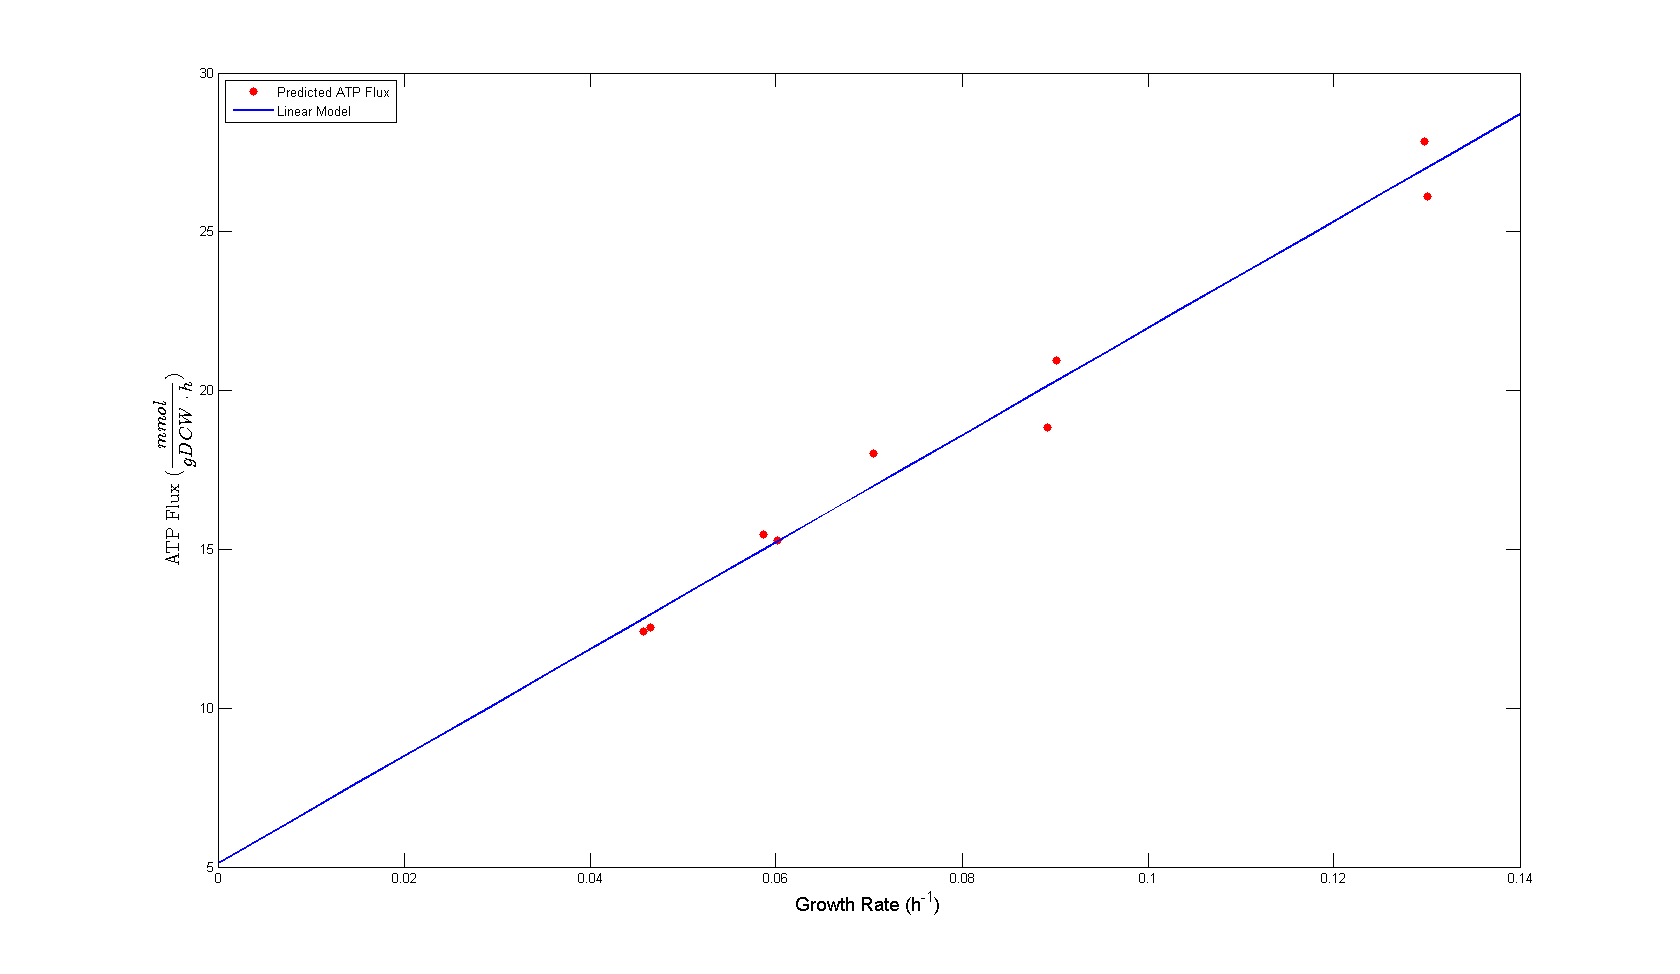 30
Predicted ATP Flux
Linear Model
25
20
15
10
5
ATP Flux (mmol/gDCW · h)
0 0.02 0.04 0.06 0.08 0.1 0.12 0.14
Growth Rate (h⁻¹)